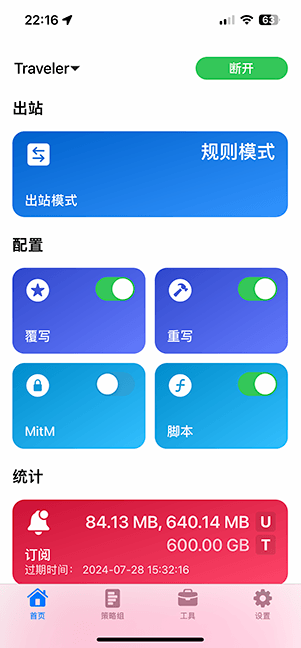 22:16
63
Traveler
断开
出站
规则模式
出站模式
配置
覆写
重写
MitM
脚本
统计
84.13 MB, 640.14 MB U
600.00 GB T
订阅
过期时间： 2024-07-28 15:32:16
首页
策略组
工具
设置